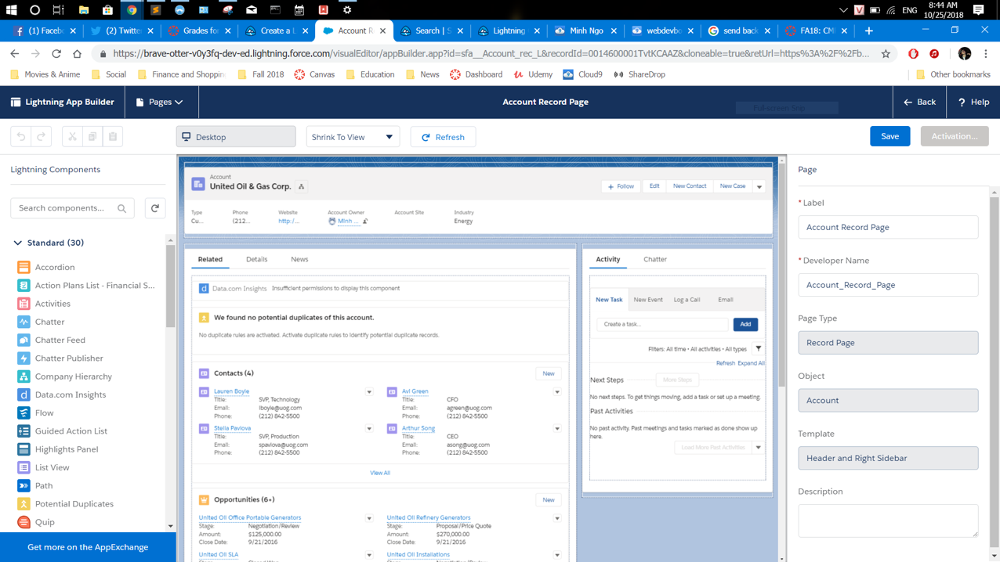 ENG
8:44 AM
10/25/2018
(1) Faceb
(2) Twitter
Grades fo
Create a L
Account R
Search | S
Lightning
Minh Ngo
webdevbo
send back
FA18: CM
https://brave-otter-v0y3fq-dev-ed.lightning.force.com/visualEditor/appBuilder.app?id=sfa__Account_rec_L&recordId=0014600001TvtKCAAZ&cloneable=true&retUrl=https%3A%2F%2Fb...
Movies & Anime
Social
Finance and Shoppin
Fall 2018
Canvas
Education
News
Dashboard
Udemy
Cloud9
ShareDrop
Other bookmarks
Lightning App Builder
Pages
Account Record Page
Full-screen Snip
Back
? Help
Desktop
Shrink To View
Refresh
Save
Activation...
Lightning Components
Search components...
Standard (30)
Accordion
Action Plans List - Financial S...
Activities
Chatter
Chatter Feed
Chatter Publisher
Company Hierarchy
Data.com Insights
Flow
Guided Action List
Highlights Panel
List View
Path
Potential Duplicates
Quip
Get more on the AppExchange
Account
United Oil & Gas Corp.
+ Follow
Edit
New Contact
New Case
Type
Phone
Website
Account Owner
Account Site
Industry
Cu...
(212...
http:/...
Minh ...
Energy
Related
Details
News
Data.com Insights
Insufficient permissions to display this component
We found no potential duplicates of this account.
No duplicate rules are activated. Activate duplicate rules to identify potential duplicate records.
Contacts (4)
New
Lauren Boyle
Title: SVP, Technology
Email: lboyle@uog.com
Phone: (212) 842-5500
Avi Green
Title: CFO
Email: agreen@uog.com
Phone: (212) 842-5500
Stella Pavlova
Title: SVP, Production
Email: spavlova@uog.com
Phone: (212) 842-5500
Arthur Song
Title: CEO
Email: asong@uog.com
Phone: (212) 842-5500
View All
Opportunities (6+)
New
United Oil Office Portable Generators
Stage: Negotiation/Review
Amount: $125,000.00
Close Date: 9/21/2016
United Oil Refinery Generators
Stage: Proposal/Price Quote
Amount: $270,000.00
Close Date: 9/21/2016
United Oil SLA
United Oil Installations
Activity
Chatter
New Task
New Event
Log a Call
Email
Create a task...
Add
Filters: All time • All activities • All types
Refresh
Expand All
Next Steps
More Steps
No next steps. To get things moving, add a task or set up a meeting.
Past Activities
No past activity. Past meetings and tasks marked as done show up
here.
Load More Past Activities
Page
* Label
Account Record Page
* Developer Name
Account_Record_Page
Page Type
Record Page
Object
Account
Template
Header and Right Sidebar
Description